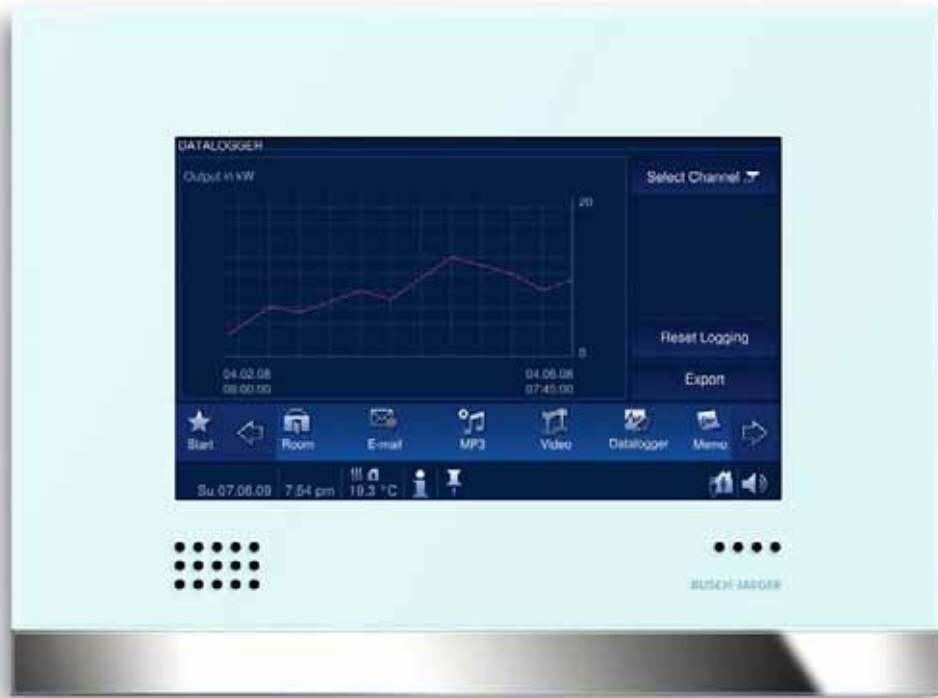 DATALOGGER
Output in kW
Select Channel
20
0
04.02.08
08:00:00
04.06.08
07:45:00
Reset Logging
Export
Start
Room
E-mail
MP3
Video
Datalogger
Memo
Su 07.06.09
7:54 pm
19.3 °C
BUSCH-JAEGER